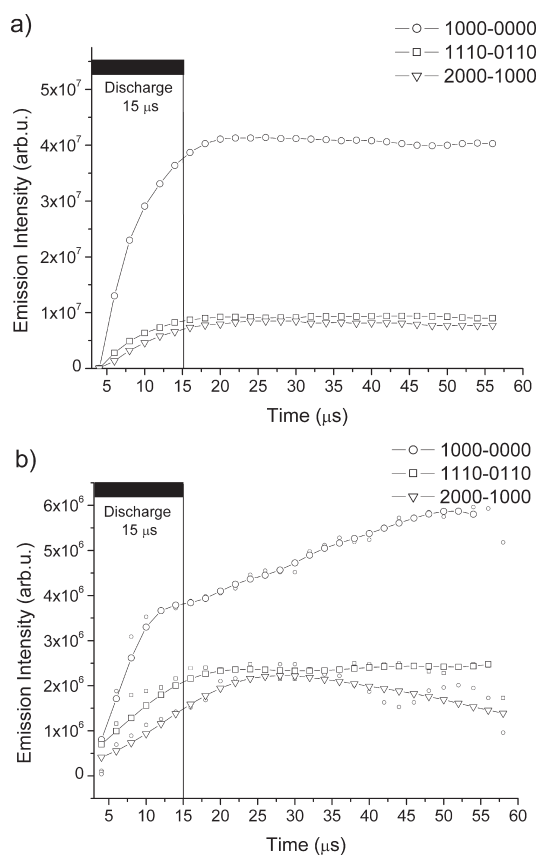 a)
1000-0000
1110-0110
2000-1000
Discharge
15 μs
5x10⁷
4x10⁷
3x10⁷
2x10⁷
1x10⁷
0
Emission Intensity (arb.u.)
5 10 15 20 25 30 35 40 45 50 55 60
Time (μs)
b)
1000-0000
1110-0110
2000-1000
Discharge
15 μs
6x10⁶
5x10⁶
4x10⁶
3x10⁶
2x10⁶
1x10⁶
0
Emission Intensity (arb.u.)
5 10 15 20 25 30 35 40 45 50 55 60
Time (μs)